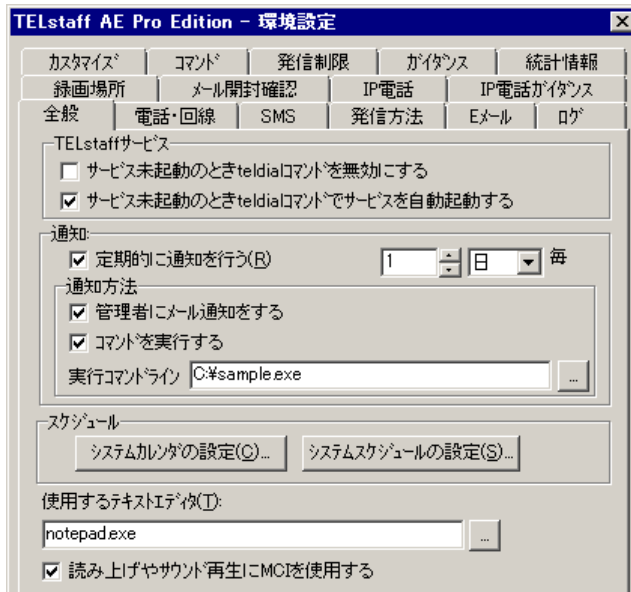 TELstaff AE Pro Edition - 環境設定
ｶｽﾀﾏｲｽﾞ ｺﾏﾝﾄﾞ 発信制限 ｶﾞｲﾀﾞﾝｽ 統計情報
録画場所 ﾒｰﾙ開封確認 IP電話 IP電話ｶﾞｲﾀﾞﾝｽ
全般 電話・回線 SMS 発信方法 Eﾒｰﾙ ﾛｸﾞ
TELstaffｻｰﾋﾞｽ
ｻｰﾋﾞｽ未起動のときteldialｺﾏﾝﾄﾞを無効にする
ｻｰﾋﾞｽ未起動のときteldialｺﾏﾝﾄﾞでｻｰﾋﾞｽを自動起動する
通知:
定期的に通知を行う(R) 1 日 毎
通知方法
管理者にﾒｰﾙ通知をする
ｺﾏﾝﾄﾞを実行する
実行ｺﾏﾝﾄﾞﾗｲﾝ C:¥sample.exe ...
ｽｹｼﾞｭｰﾙ
ｼｽﾃﾑｶﾚﾝﾀﾞの設定(C)... ｼｽﾃﾑｽｹｼﾞｭｰﾙの設定(S)...
使用するﾃｷｽﾄｴﾃﾞｨﾀ(T):
notepad.exe ...
読み上げやｻｳﾝﾄﾞ再生にMCIを使用する